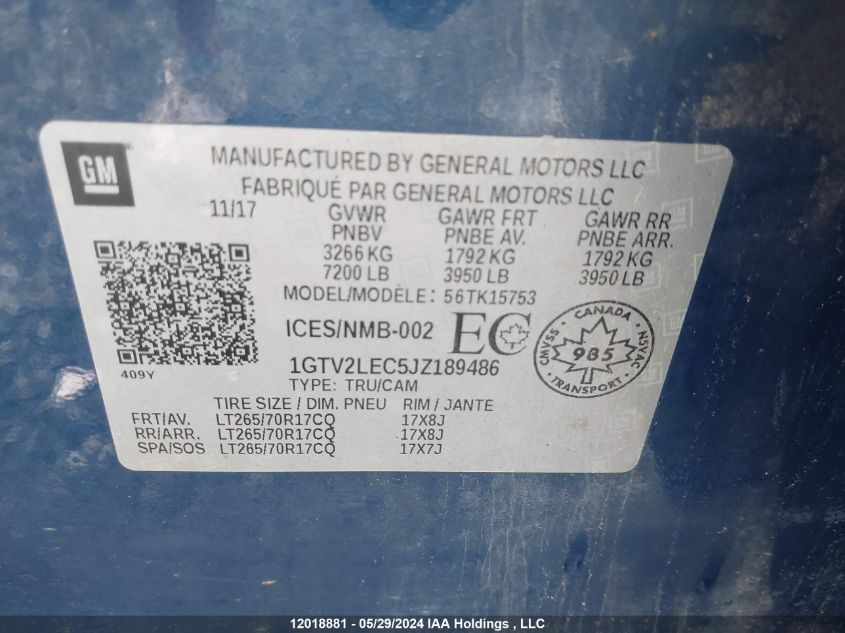 GM
MANUFACTURED BY GENERAL MOTORS LLC
FABRIQUÉ PAR GENERAL MOTORS LLC
11/17 GVWR GAWR FRT GAWR RR
PNBV PNBE AV. PNBE ARR.
3266 KG 1792 KG 1792 KG
7200 LB 3950 LB 3950 LB
MODEL/MODÈLE: 56TK15753
ICES/NMB-002 EC
CANADA
CMVSS 985 NSVAC
TRANSPORT
1GTV2LEC5JZ189486
409Y
TYPE: TRU/CAM
TIRE SIZE / DIM. PNEU RIM / JANTE
FRT/AV. LT265/70R17CQ 17X8J
RR/ARR. LT265/70R17CQ 17X8J
SPA/SOS LT265/70R17CQ 17X7J
12018881 - 05/29/2024 IAA Holdings , LLC